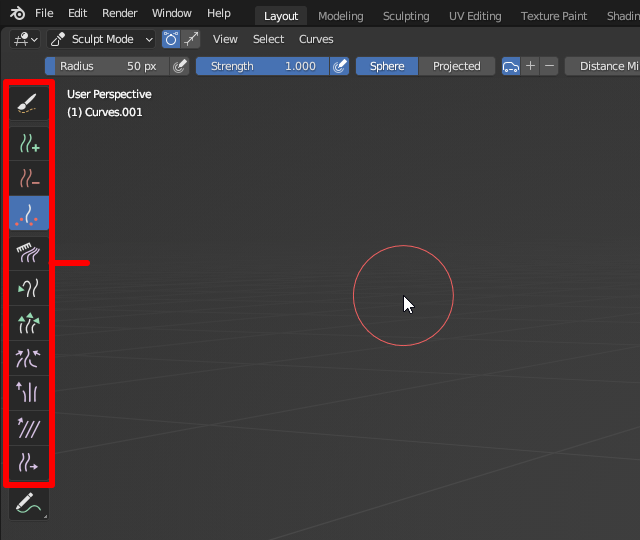 File Edit Render Window Help Layout Modeling Sculpting UV Editing Texture Paint Shadin
Sculpt Mode View Select Curves
Radius 50 px Strength 1.000 Sphere Projected Distance Mi
User Perspective
(1) Curves.001